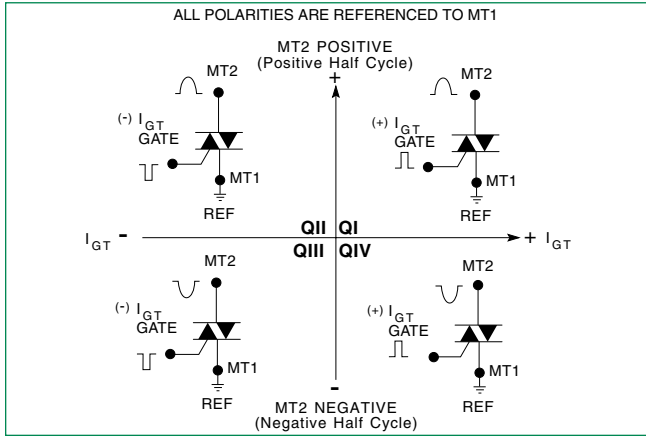 ALL POLARITIES ARE REFERENCED TO MT1
MT2 POSITIVE
(Positive Half Cycle)
+
MT2
(-) IGT
GATE
MT1
REF
MT2
(+) IGT
GATE
MT1
REF
QII QI
IGT - + IGT
QIII QIV
MT2
(-) IGT
GATE
MT1
REF
MT2
(+) IGT
GATE
MT1
REF
-
MT2 NEGATIVE
(Negative Half Cycle)